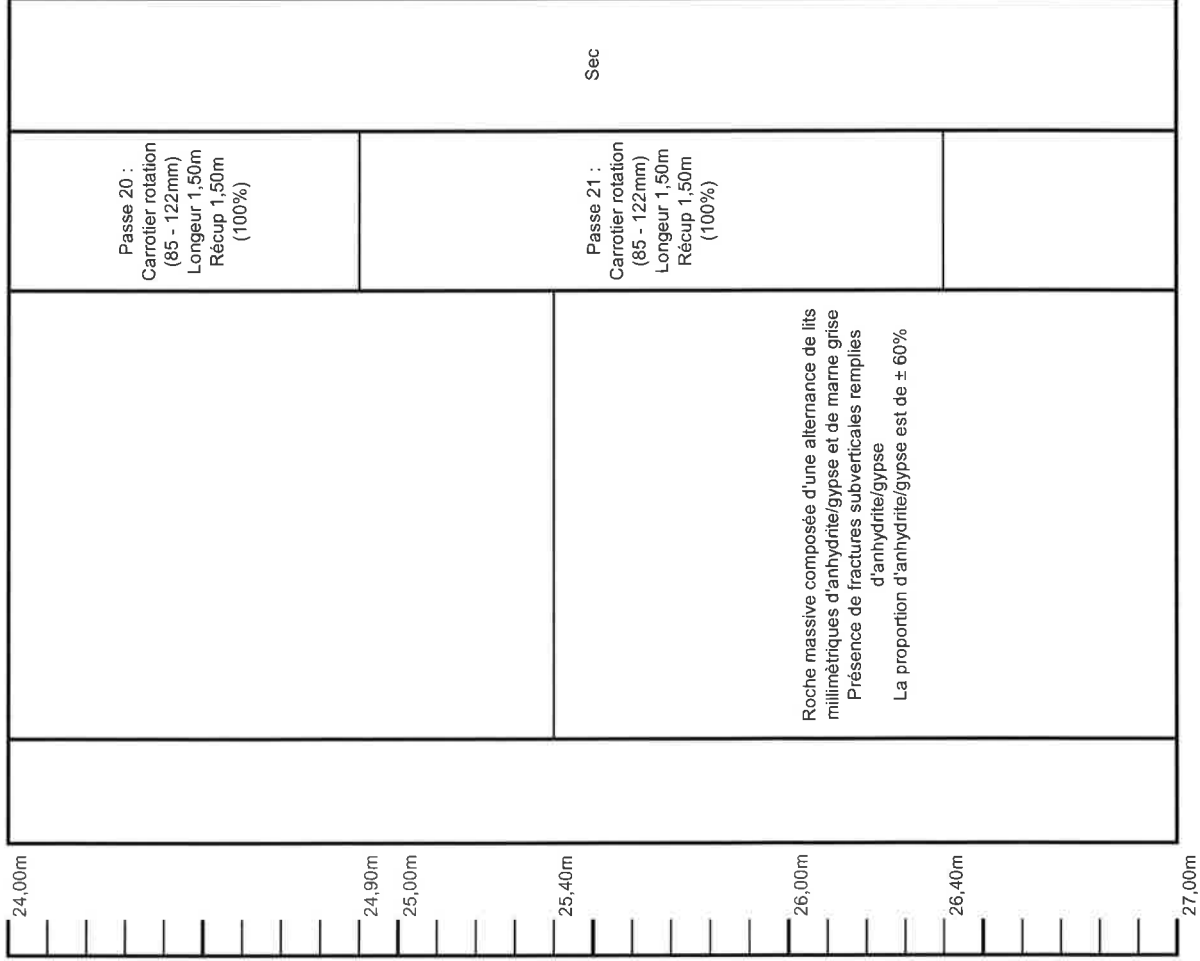 24,00m
24,90m
25,00m
25,40m
26,00m
26,40m
27,00m
Roche massive composée d'une alternance de lits
millimètriques d'anhydrite/gypse et de marne grise
Présence de fractures subverticales remplies
d'anhydrite/gypse
La proportion d'anhydrite/gypse est de ± 60%
Passe 20 :
Carrotier rotation
(85 - 122mm)
Longeur 1,50m
Récup 1,50m
(100%)
Passe 21 :
Carrotier rotation
(85 - 122mm)
Longeur 1,50m
Récup 1,50m
(100%)
Sec